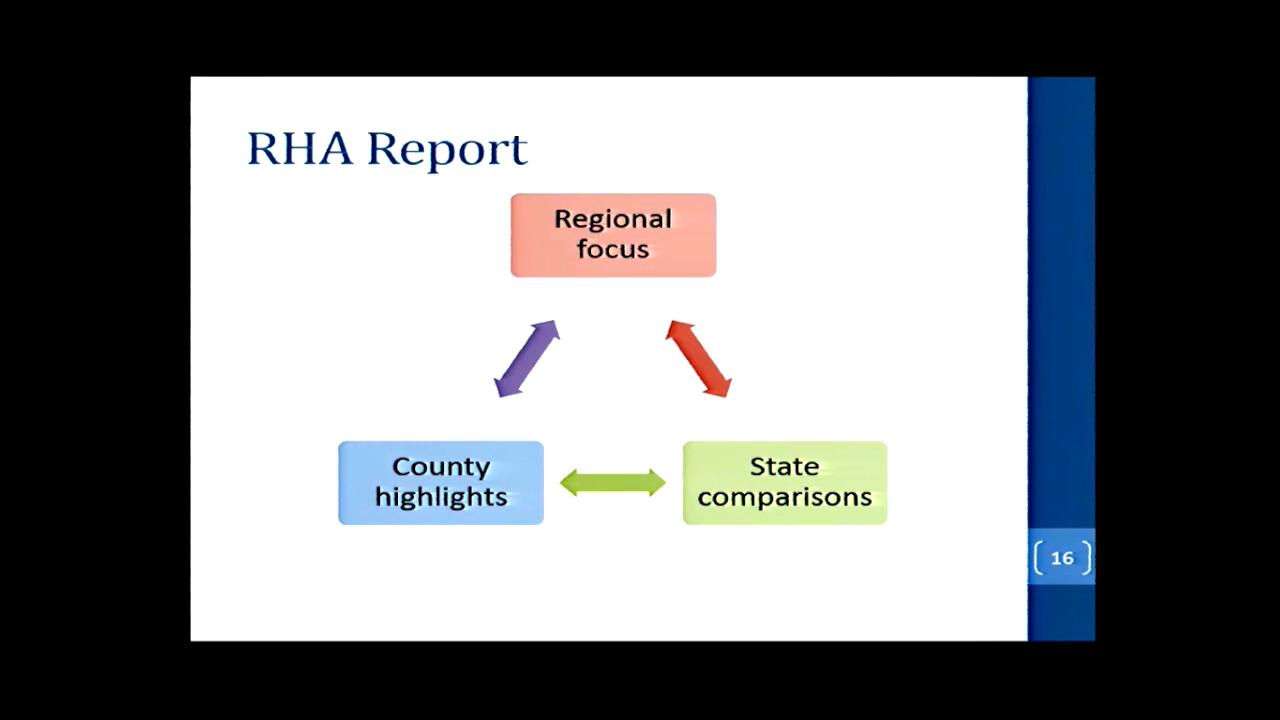 RHA Report
Regional
focus
County
highlights
State
comparisons
16